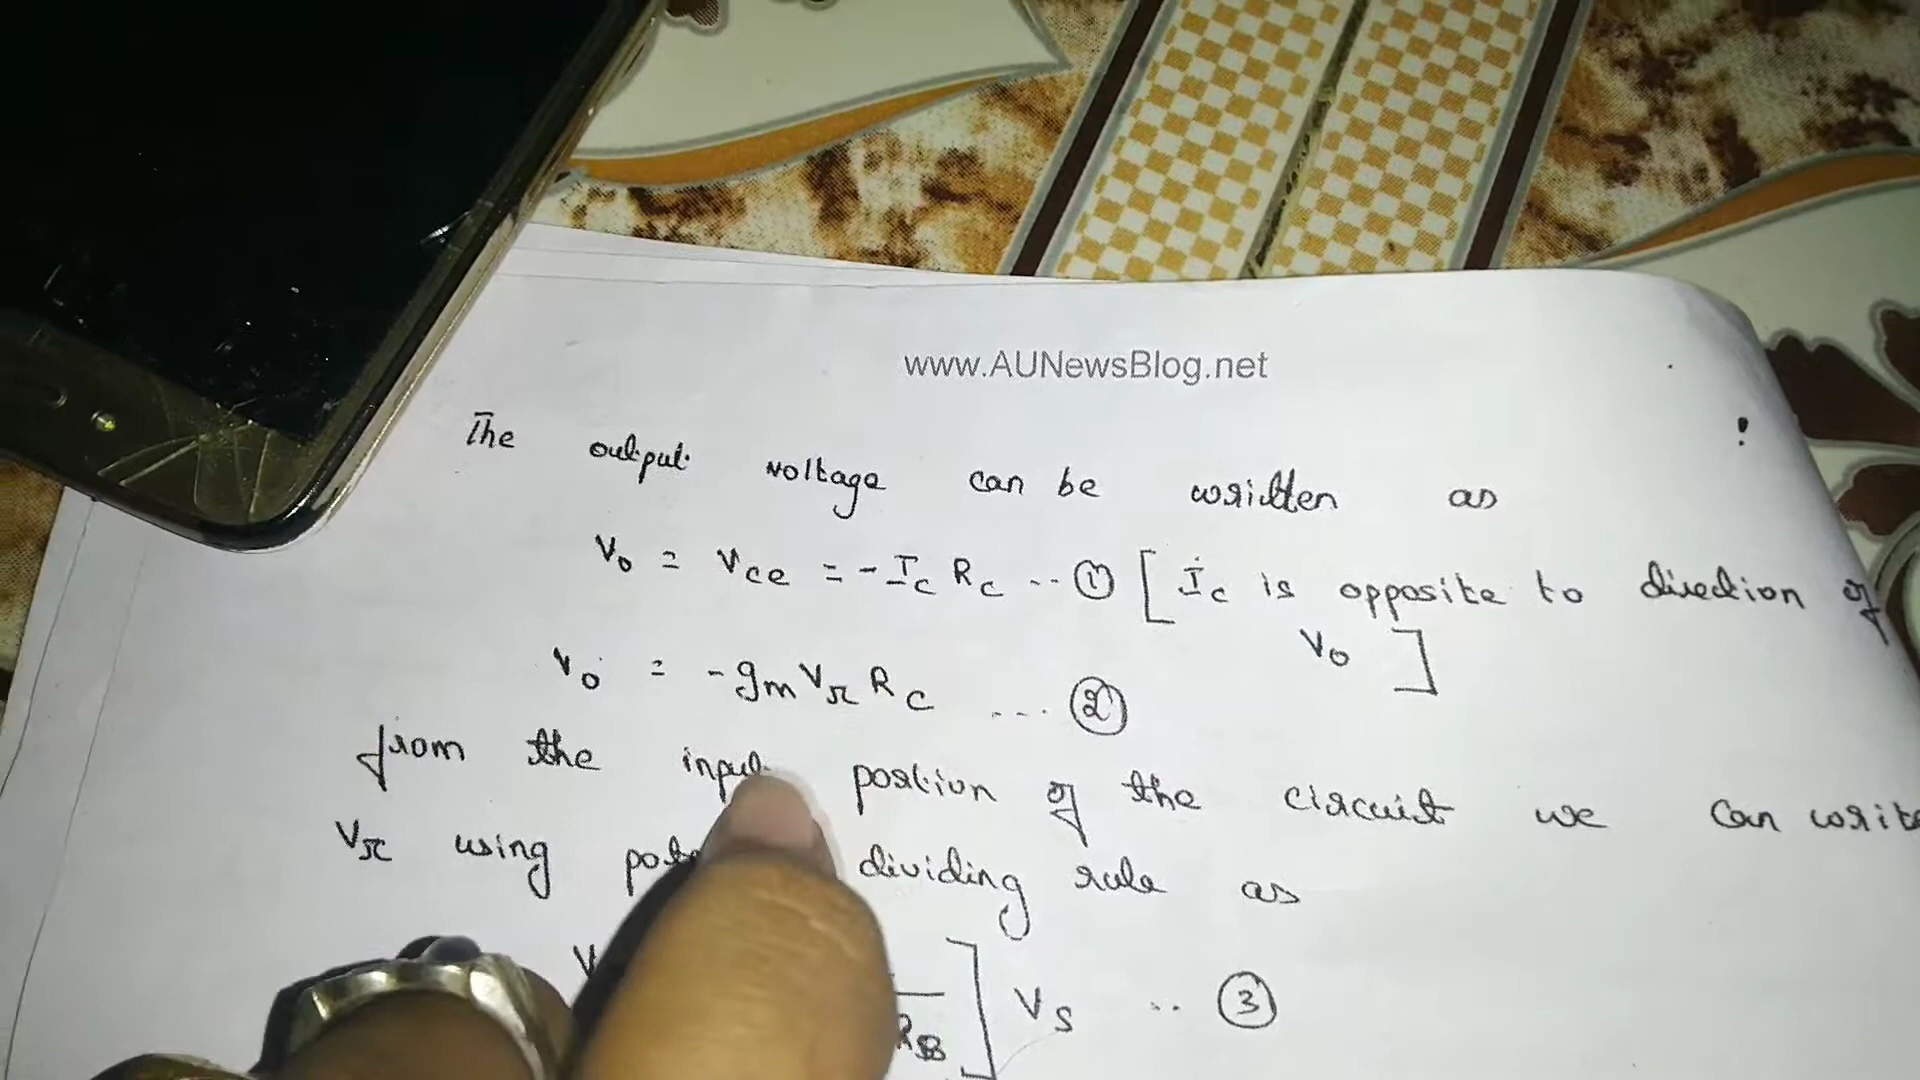 www.AUNewsBlog.net
The output voltage can be written as
V₀ = Vce = -Ic Rc -- ① [ Ic is opposite to direction of
V₀ ]
V₀ = -gm Vπ Rc ---- ②
from the input portion of the circuit we can write
Vπ using dividing rule as
] Vs .. ③